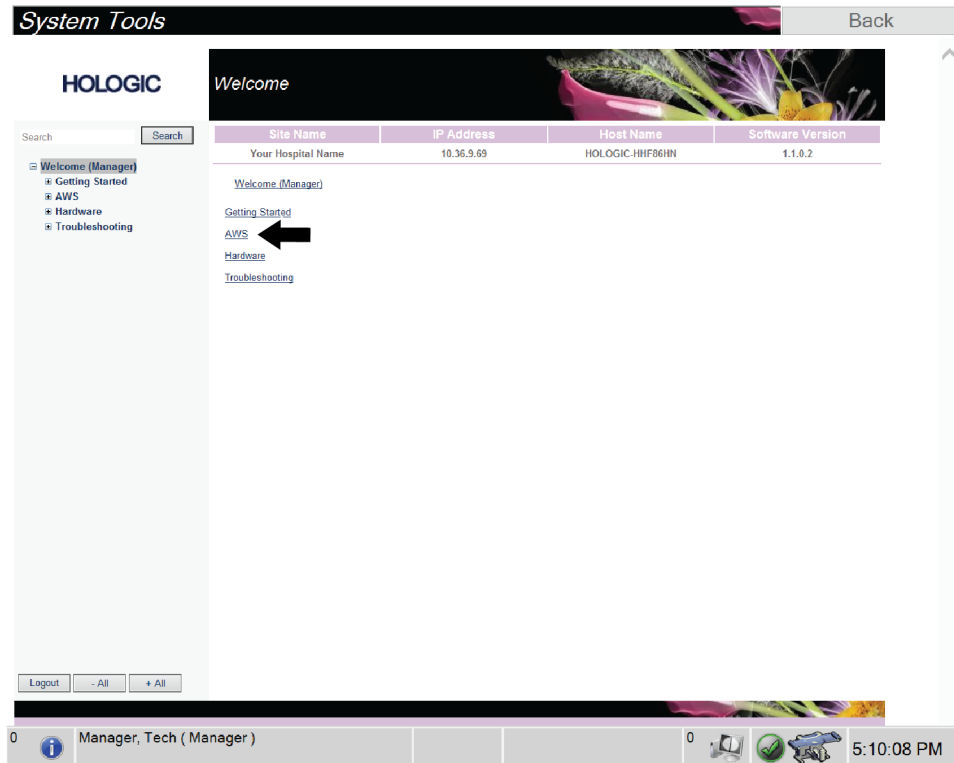 System Tools
Back
HOLOGIC
Welcome
Search
Search
Site Name IP Address Host Name Software Version
Your Hospital Name 10.36.9.69 HOLOGIC-HHF86HN 1.1.0.2
Welcome (Manager)
Getting Started
AWS
Hardware
Troubleshooting
Welcome (Manager)
Getting Started
AWS
Hardware
Troubleshooting
Logout - All + All
0 Manager, Tech ( Manager ) 0 5:10:08 PM